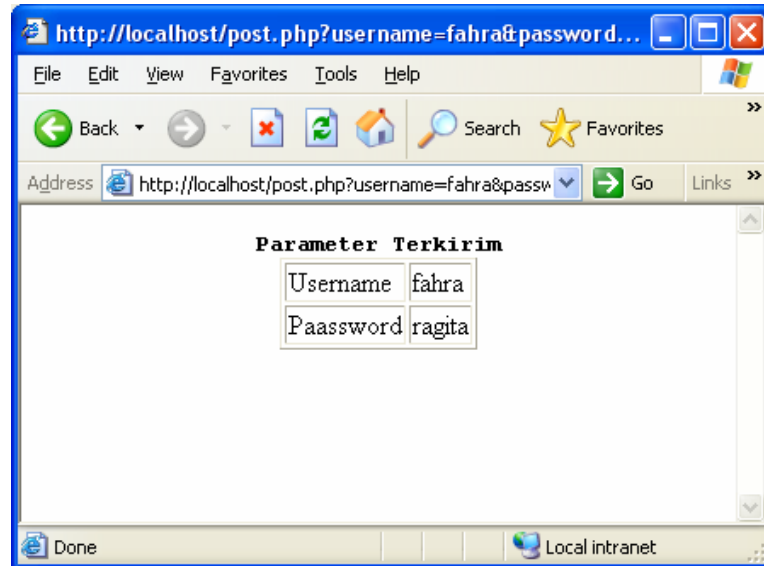 http://localhost/post.php?username=fahra&password...
File Edit View Favorites Tools Help
Back Search Favorites »
Address http://localhost/post.php?username=fahra&passw Go Links »
Parameter Terkirim
Username fahra
Paassword ragita
Done Local intranet